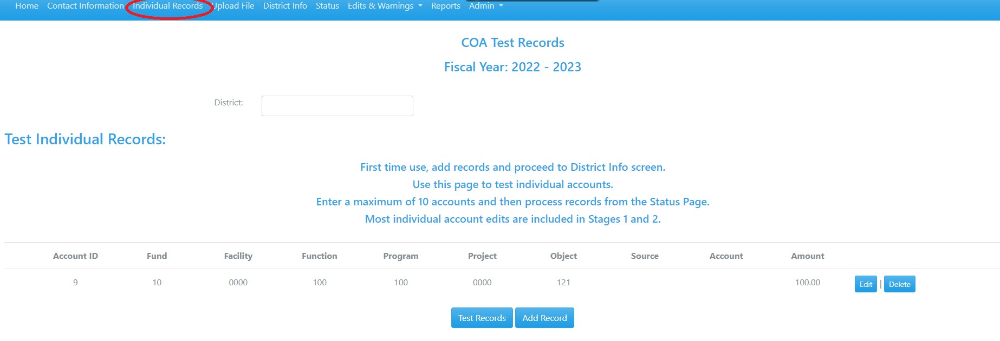 Home Contact Information Individual Records Upload File District Info Status Edits & Warnings Reports Admin
COA Test Records
Fiscal Year: 2022 - 2023
District:
Test Individual Records:
First time use, add records and proceed to District Info screen.
Use this page to test individual accounts.
Enter a maximum of 10 accounts and then process records from the Status Page.
Most individual account edits are included in Stages 1 and 2.
Account ID Fund Facility Function Program Project Object Source Account Amount
9 10 0000 100 100 0000 121 100.00 Edit | Delete
Test Records Add Record